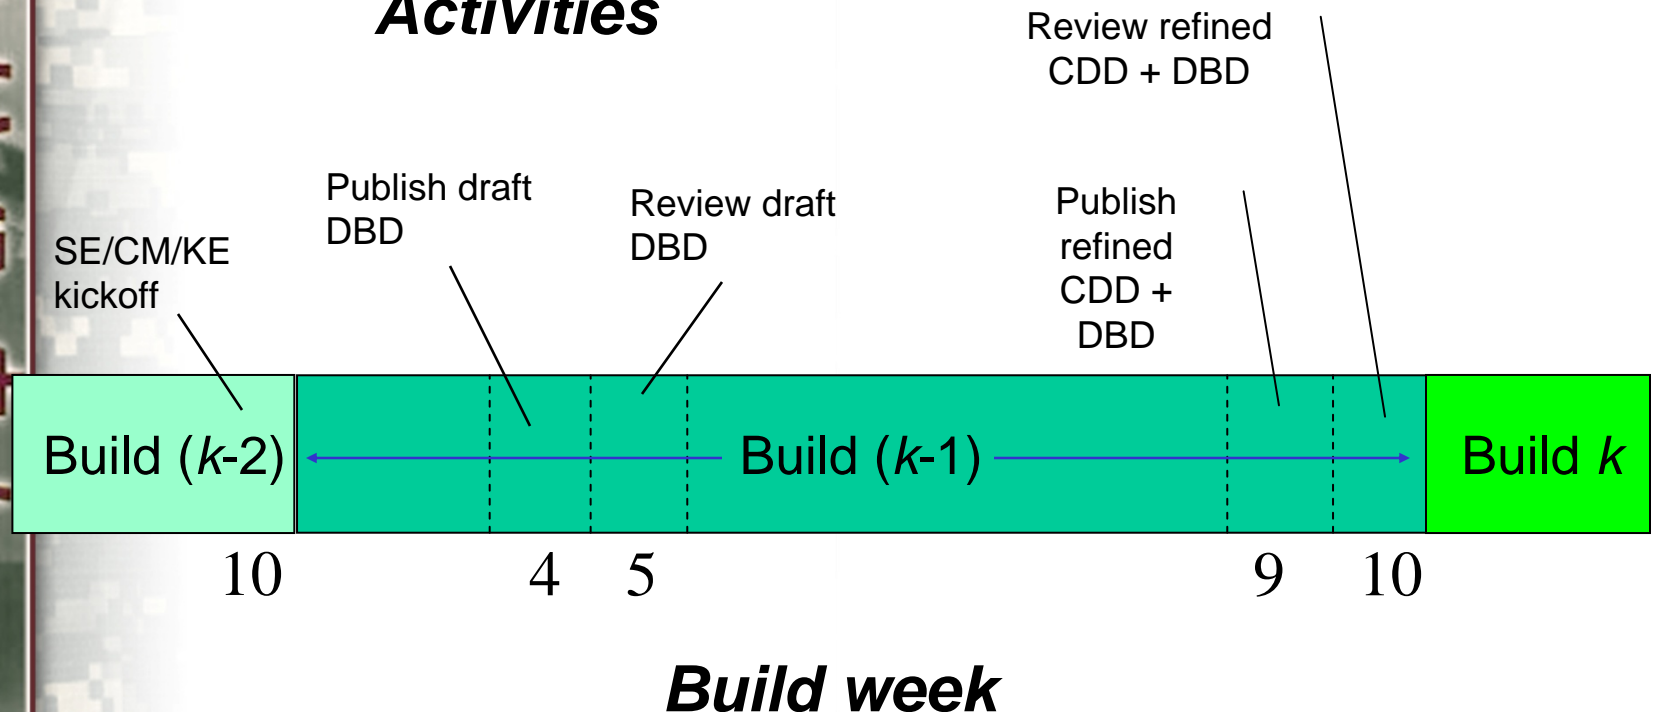 Activities
Review refined
CDD + DBD
Publish draft
DBD
Review draft
DBD
Publish
refined
CDD +
DBD
SE/CM/KE
kickoff
Build (k-2)
Build (k-1)
Build k
10
4
5
9
10
Build week